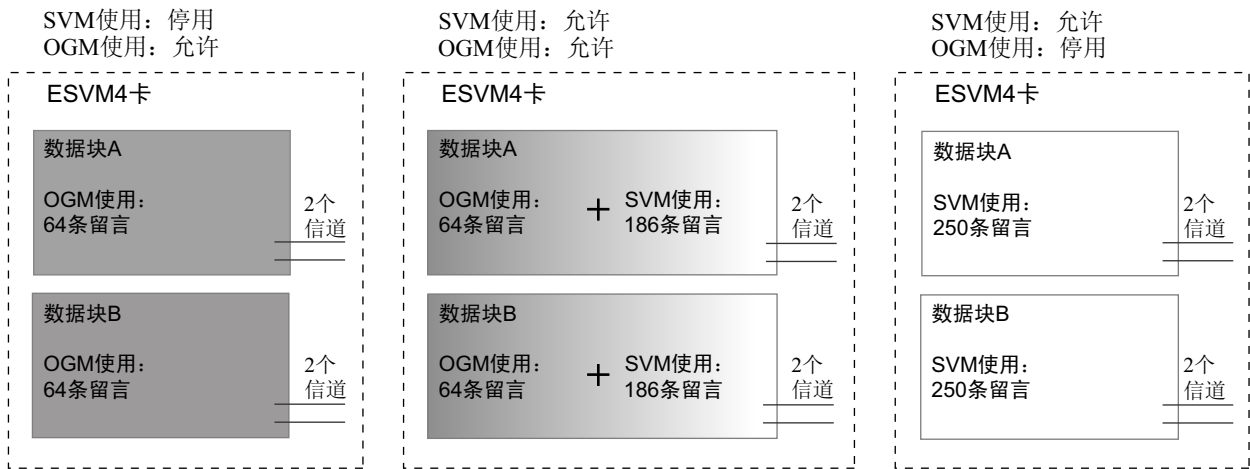 SVM使用：停用
OGM使用：允许
ESVM4卡
数据块A
OGM使用：
64条留言
2个
信道
数据块B
OGM使用：
64条留言
2个
信道
SVM使用：允许
OGM使用：允许
ESVM4卡
数据块A
OGM使用：
64条留言
+
SVM使用：
186条留言
2个
信道
数据块B
OGM使用：
64条留言
+
SVM使用：
186条留言
2个
信道
SVM使用：允许
OGM使用：停用
ESVM4卡
数据块A
SVM使用：
250条留言
2个
信道
数据块B
SVM使用：
250条留言
2个
信道